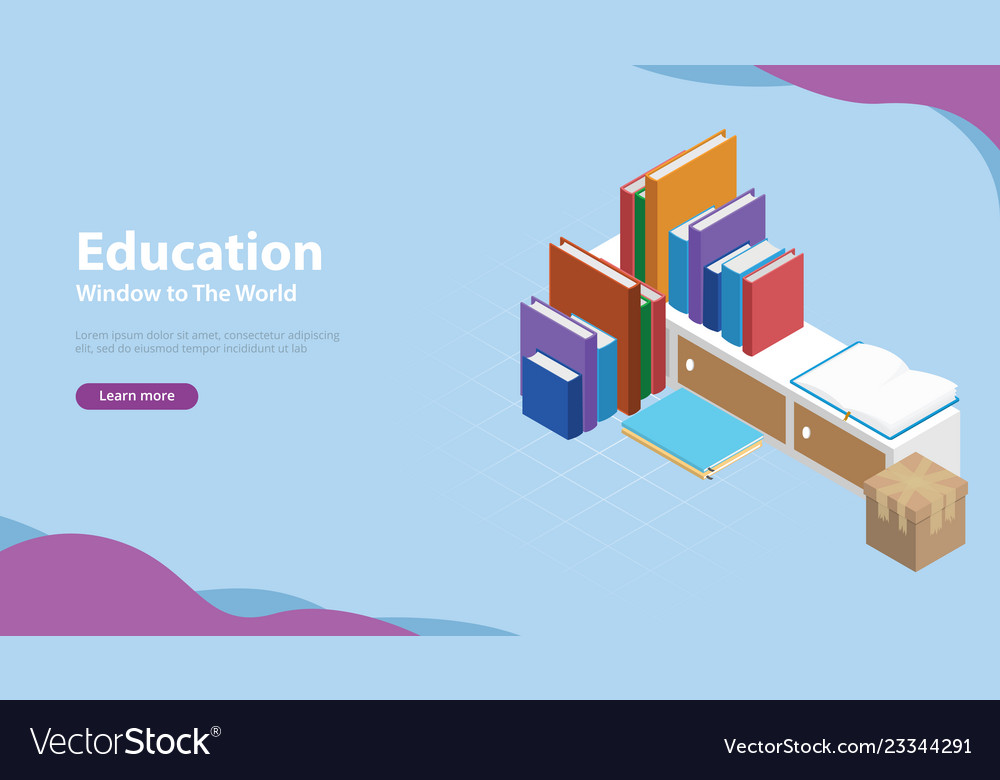 Education
Window to The World
Lorem ipsum dolor sit amet, consectetur adipiscing
elit, sed do eiusmod tempor incididunt ut lab
Learn more
VectorStock®
VectorStock.com/23344291